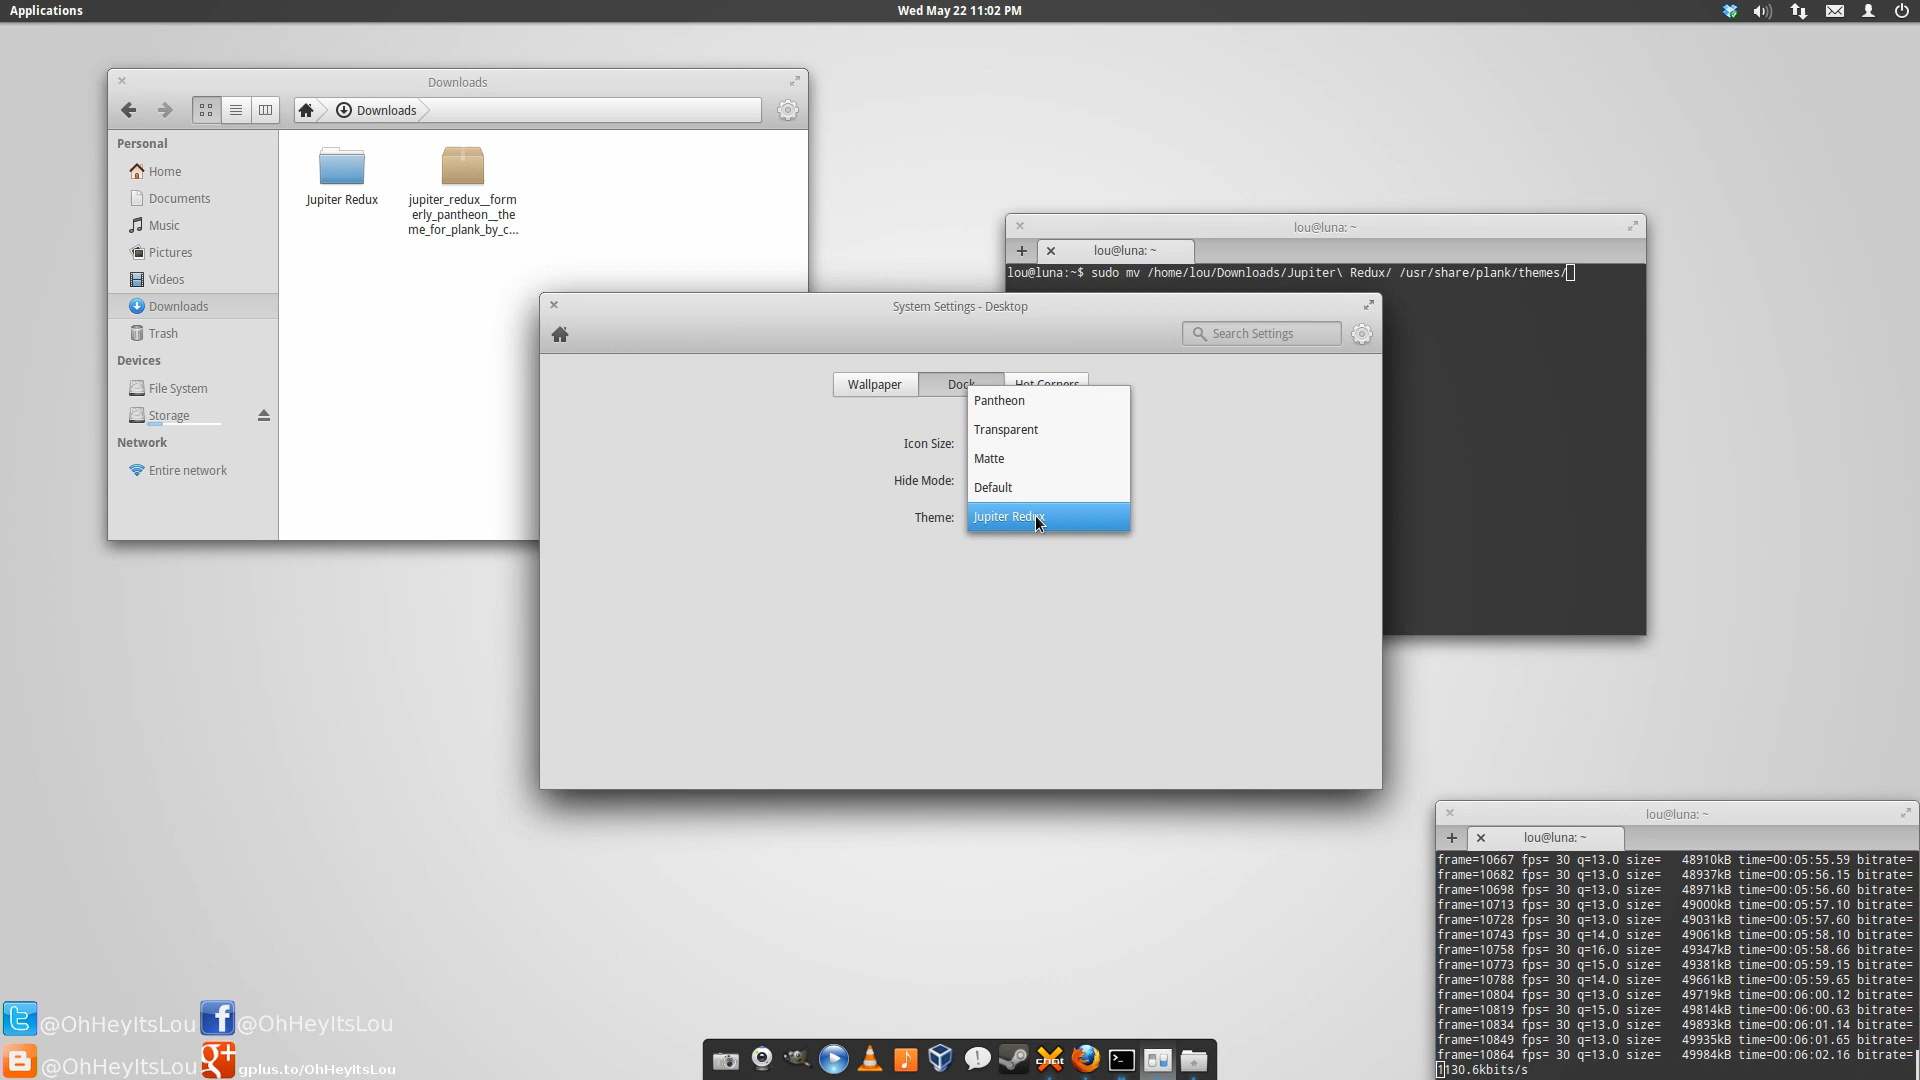 Applications
Wed May 22 11:02 PM
Downloads
Downloads
Personal
Home
Documents
Music
Pictures
Videos
Downloads
Trash
Devices
File System
Storage
Network
Entire network
Jupiter Redux
jupiter_redux__form
erly_pantheon__the
me_for_plank_by_c...
lou@luna: ~
lou@luna: ~
lou@luna:~$ sudo mv /home/lou/Downloads/Jupiter\ Redux/ /usr/share/plank/themes/
System Settings - Desktop
Search Settings
Wallpaper
Dock
Hot Corners
Icon Size:
Hide Mode:
Theme:
Pantheon
Transparent
Matte
Default
Jupiter Redux
lou@luna: ~
lou@luna: ~
frame=10667 fps= 30 q=13.0 size=   48910kB time=00:05:55.59 bitrate=
frame=10682 fps= 30 q=13.0 size=   48937kB time=00:05:56.15 bitrate=
frame=10698 fps= 30 q=13.0 size=   48971kB time=00:05:56.60 bitrate=
frame=10713 fps= 30 q=13.0 size=   49000kB time=00:05:57.10 bitrate=
frame=10728 fps= 30 q=13.0 size=   49031kB time=00:05:57.60 bitrate=
frame=10743 fps= 30 q=14.0 size=   49061kB time=00:05:58.10 bitrate=
frame=10758 fps= 30 q=16.0 size=   49347kB time=00:05:58.66 bitrate=
frame=10773 fps= 30 q=15.0 size=   49381kB time=00:05:59.15 bitrate=
frame=10788 fps= 30 q=14.0 size=   49661kB time=00:05:59.65 bitrate=
frame=10804 fps= 30 q=13.0 size=   49719kB time=00:06:00.12 bitrate=
frame=10819 fps= 30 q=15.0 size=   49814kB time=00:06:00.63 bitrate=
frame=10834 fps= 30 q=13.0 size=   49893kB time=00:06:01.14 bitrate=
frame=10849 fps= 30 q=13.0 size=   49935kB time=00:06:01.65 bitrate=
frame=10864 fps= 30 q=13.0 size=   49984kB time=00:06:02.16 bitrate=
1130.6kbits/s
@OhHeyItsLou
@OhHeyItsLou
@OhHeyItsLou
gplus.to/OhHeyItsLou